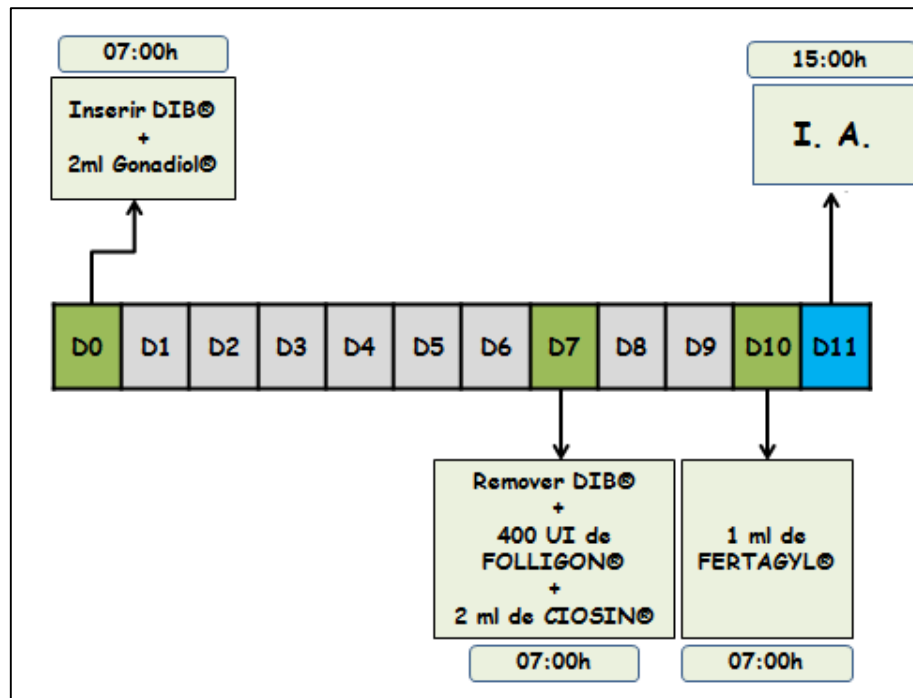 07:00h
Inserir DIB®
+
2ml Gonadiol®
15:00h
I. A.
D0 D1 D2 D3 D4 D5 D6 D7 D8 D9 D10 D11
Remover DIB®
+
400 UI de
FOLLIGON®
+
2 ml de CIOSIN®
07:00h
1 ml de
FERTAGYL®
07:00h